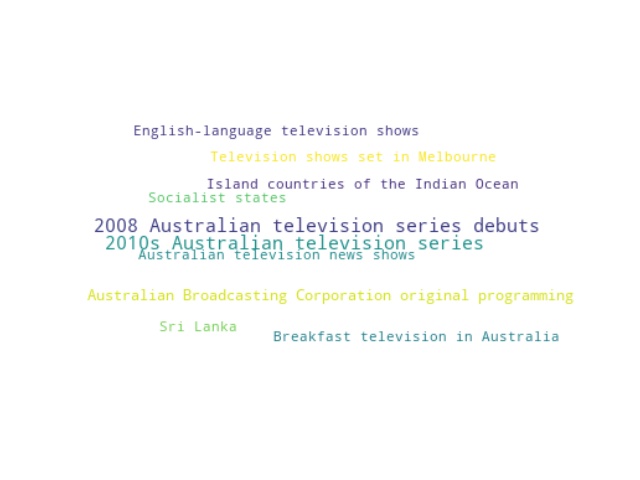 English-language television shows
Television shows set in Melbourne
Island countries of the Indian Ocean
Socialist states
2008 Australian television series debuts
2010s Australian television series
Australian television news shows
Australian Broadcasting Corporation original programming
Sri Lanka
Breakfast television in Australia